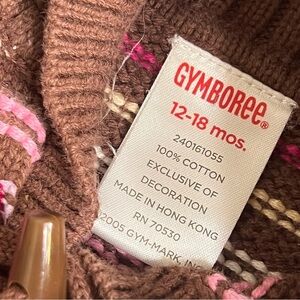 GYMBOREE®
12-18 mos.
240161055
100% COTTON
EXCLUSIVE OF
DECORATION
MADE IN HONG KONG
RN 70530
2005 GYM-MARK, INC